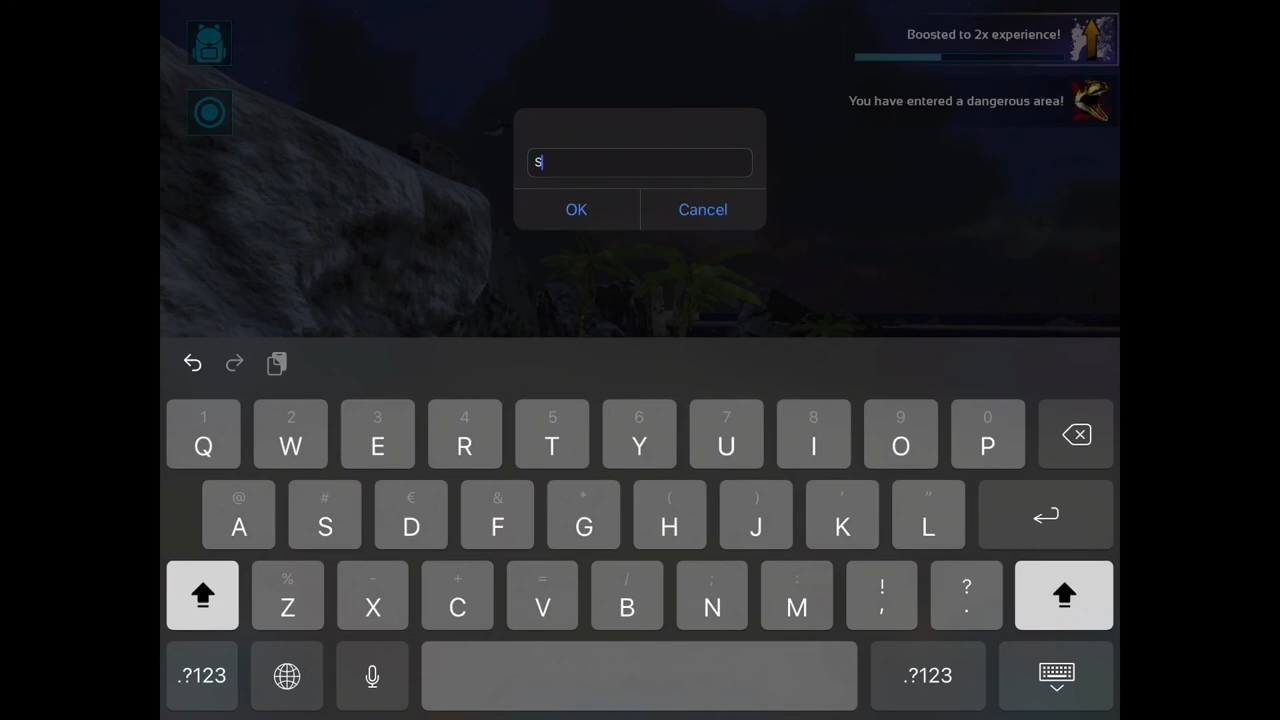 Boosted to 2x experience!
You have entered a dangerous area!
S
OK Cancel
1 2 3 4 5 6 7 8 9 0
Q W E R T Y U I O P
@ # € & * ( ) ' "
A S D F G H J K L
% - + = / ; : ! ?
Z X C V B N M , .
.?123 .?123